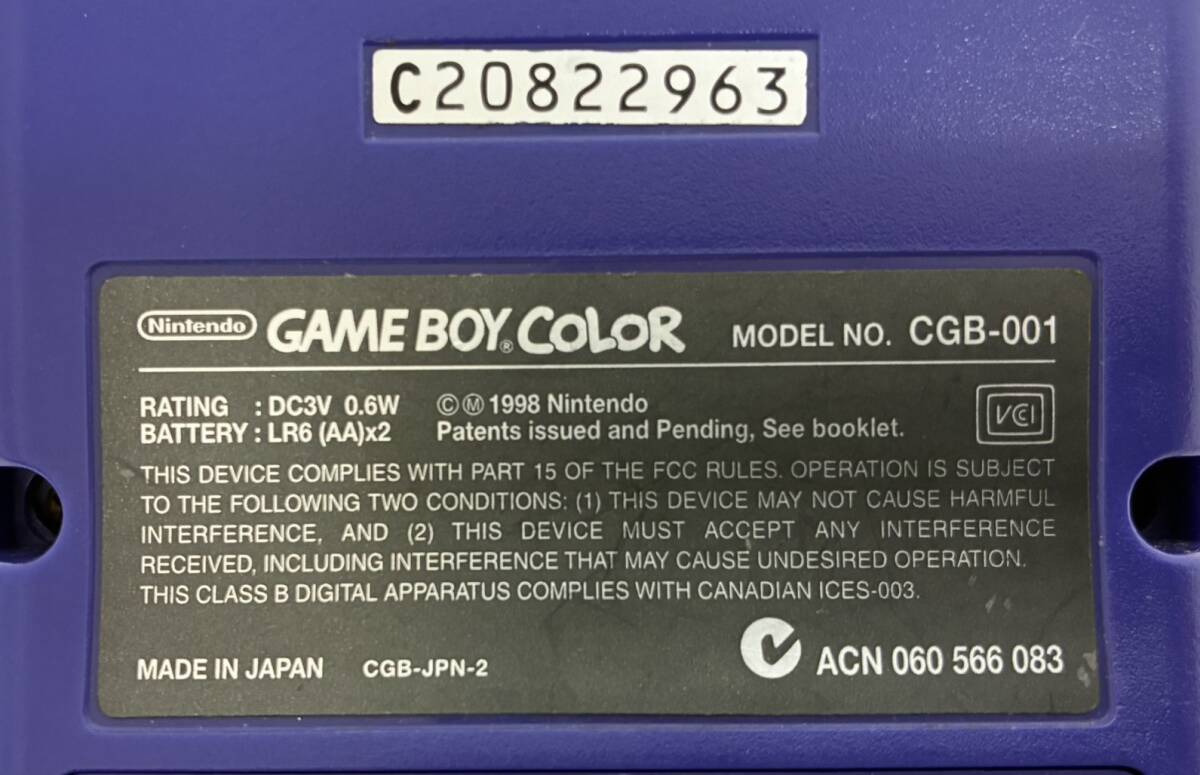 C20822963
Nintendo GAME BOY® COLOR MODEL NO. CGB-001
RATING : DC3V 0.6W ©Ⓜ 1998 Nintendo
BATTERY : LR6 (AA)x2 Patents issued and Pending, See booklet.
VCI
THIS DEVICE COMPLIES WITH PART 15 OF THE FCC RULES. OPERATION IS SUBJECT
TO THE FOLLOWING TWO CONDITIONS: (1) THIS DEVICE MAY NOT CAUSE HARMFUL
INTERFERENCE, AND (2) THIS DEVICE MUST ACCEPT ANY INTERFERENCE
RECEIVED, INCLUDING INTERFERENCE THAT MAY CAUSE UNDESIRED OPERATION.
THIS CLASS B DIGITAL APPARATUS COMPLIES WITH CANADIAN ICES-003.
MADE IN JAPAN CGB-JPN-2 ACN 060 566 083